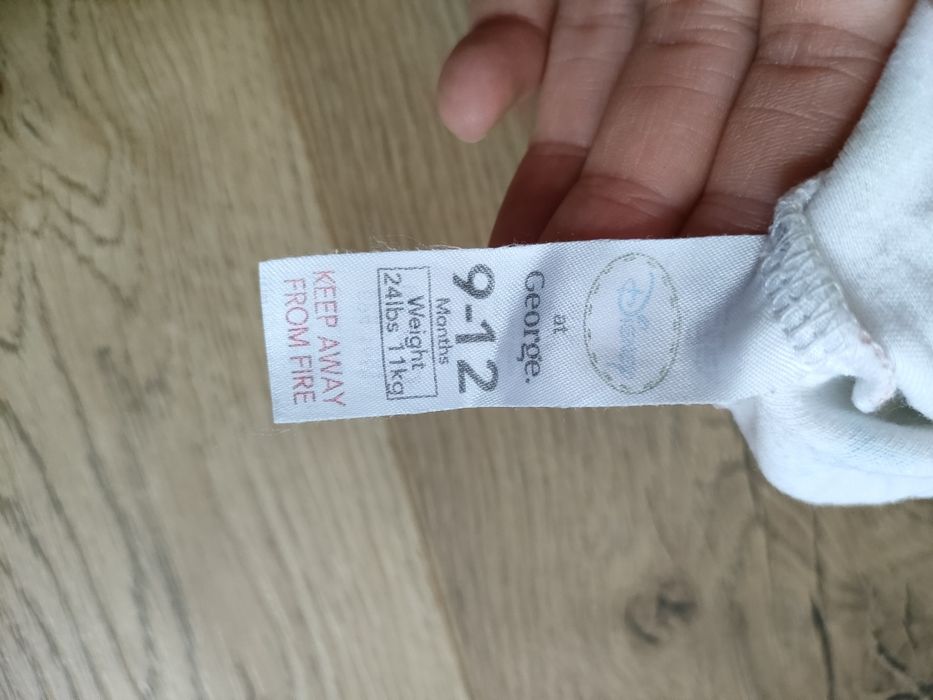 Disney
at
George.
9-12
Months
Weight
24lbs 11kg
KEEP AWAY
FROM FIRE